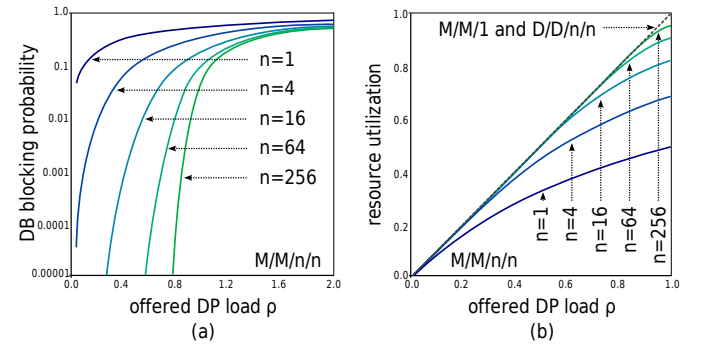 DB blocking probability
1.0
0.1
0.01
0.001
0.0001
0.00001
n=1
n=4
n=16
n=64
n=256
M/M/n/n
0.0 0.4 0.8 1.2 1.6 2.0
offered DP load ρ
(a)
resource utilization
1.0
0.8
0.6
0.4
0.2
0.0
M/M/1 and D/D/n/n
n=1
n=4
n=16
n=64
n=256
M/M/n/n
0.0 0.2 0.4 0.6 0.8 1.0
offered DP load ρ
(b)